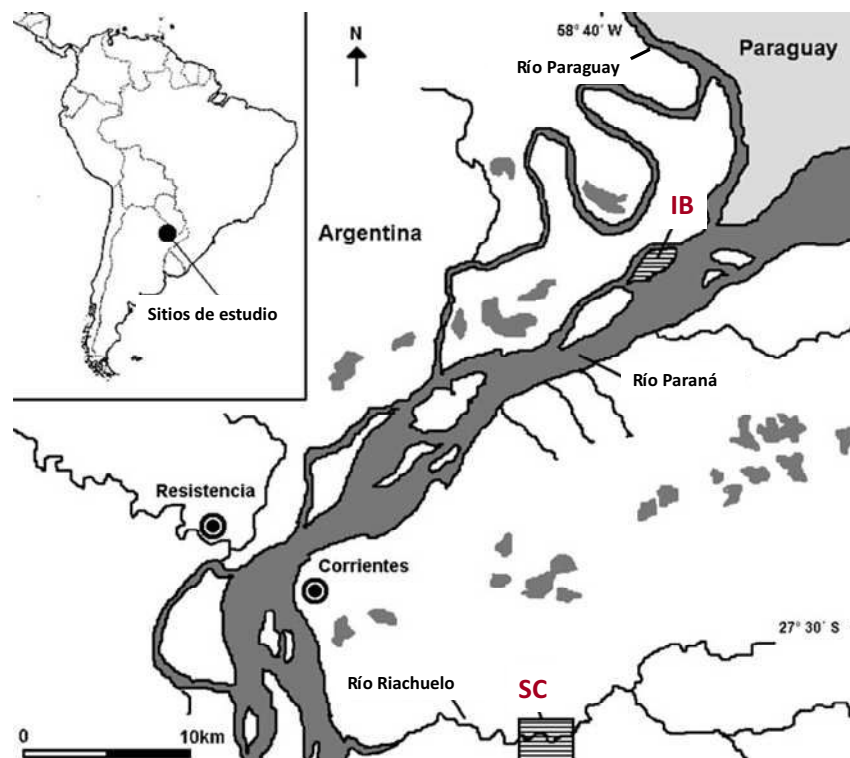 58° 40´ W
N
Paraguay
Río Paraguay
IB
Argentina
Sitios de estudio
Río Paraná
Resistencia
Corrientes
27° 30´ S
Río Riachuelo
SC
0
10km